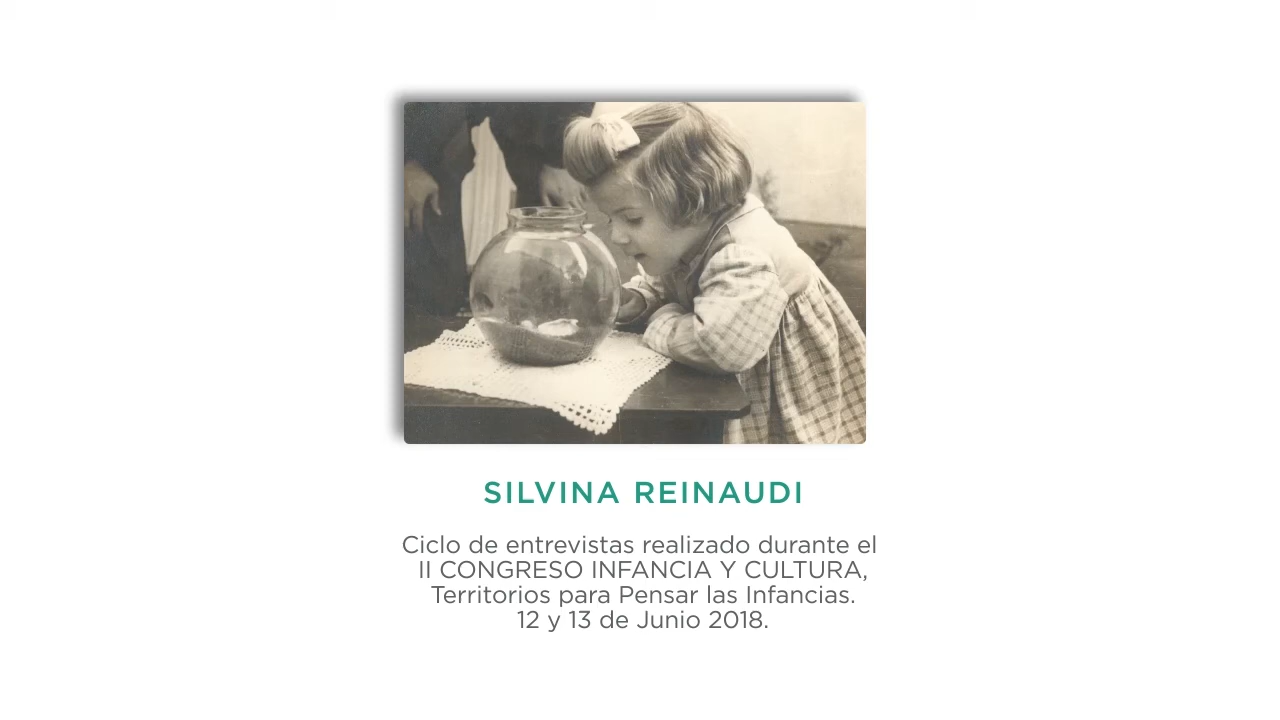 SILVINA REINAUDI
Ciclo de entrevistas realizado durante el
II CONGRESO INFANCIA Y CULTURA,
Territorios para Pensar las Infancias.
12 y 13 de Junio 2018.